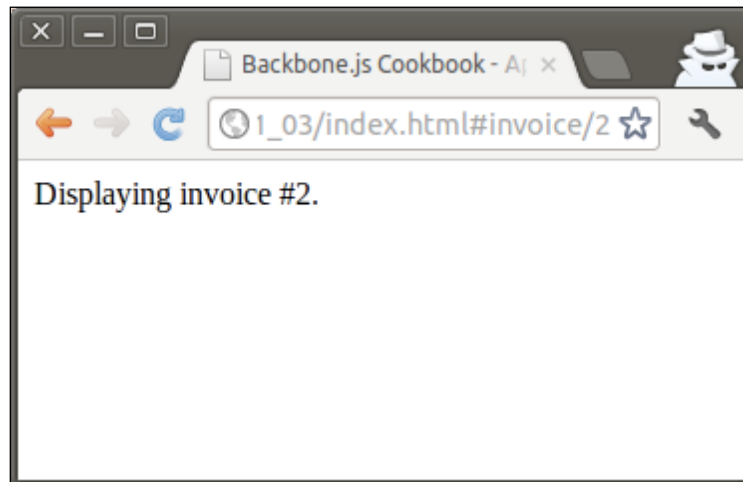 Backbone.js Cookbook - A
1_03/index.html#invoice/2
Displaying invoice #2.